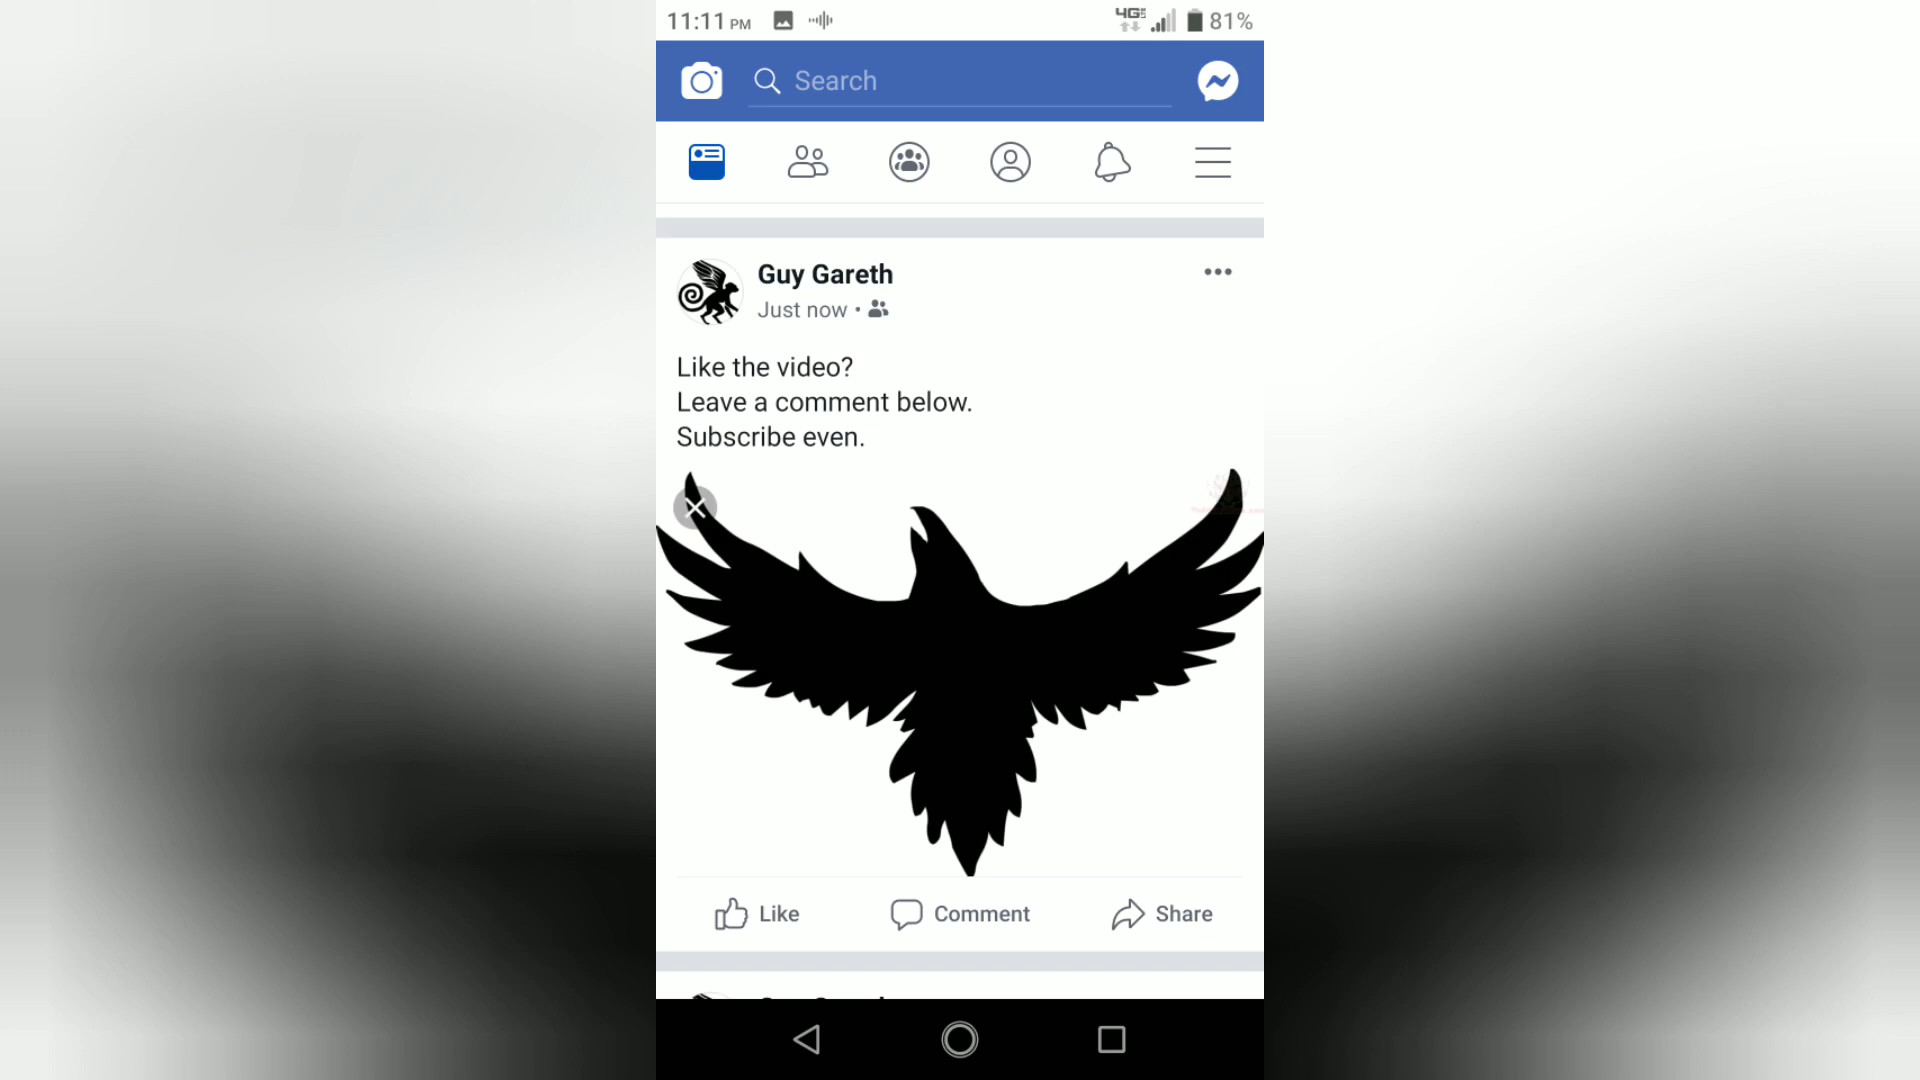 11:11 PM
4G
81%
Search
Guy Gareth
Just now
Like the video?
Leave a comment below.
Subscribe even.
Like
Comment
Share